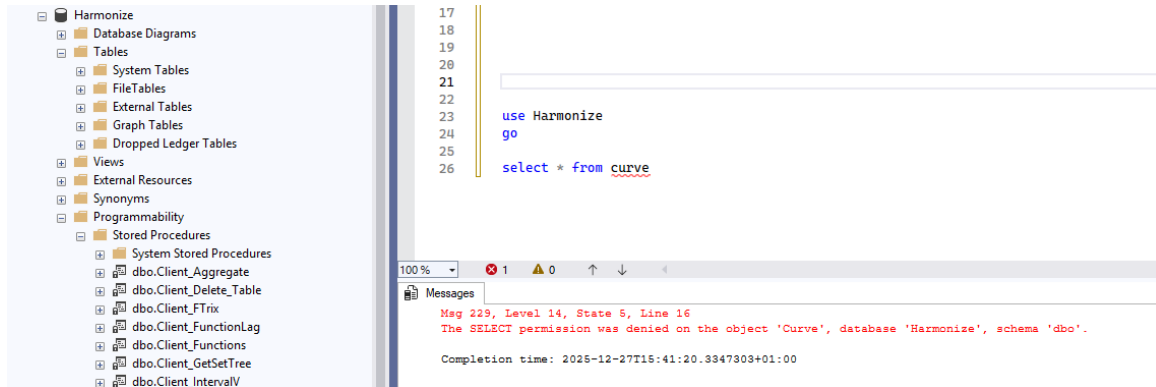 Harmonize
Database Diagrams
Tables
System Tables
FileTables
External Tables
Graph Tables
Dropped Ledger Tables
Views
External Resources
Synonyms
Programmability
Stored Procedures
System Stored Procedures
dbo.Client_Aggregate
dbo.Client_Delete_Table
dbo.Client_FTrix
dbo.Client_FunctionLag
dbo.Client_Functions
dbo.Client_GetSetTree
dbo.Client_IntervalV
17
18
19
20
21
22
23 use Harmonize
24 go
25
26 select * from curve
100 % 1 0
Messages
Msg 229, Level 14, State 5, Line 16
The SELECT permission was denied on the object 'Curve', database 'Harmonize', schema 'dbo'.
Completion time: 2025-12-27T15:41:20.3347303+01:00